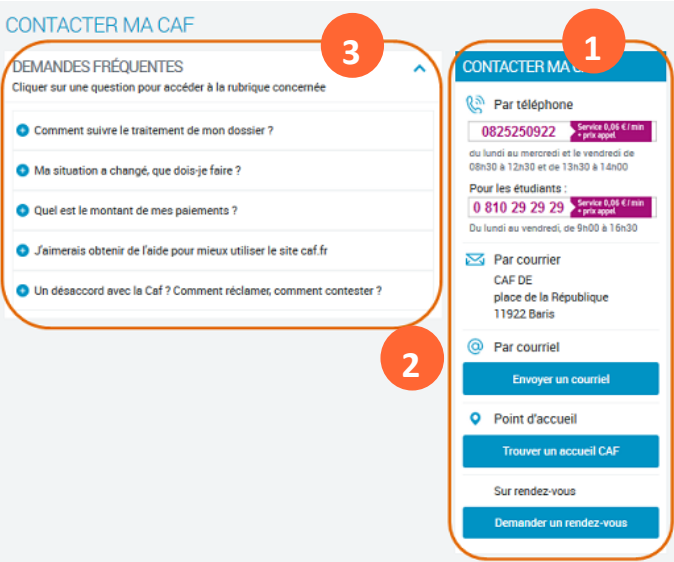 CONTACTER MA CAF
3
DEMANDES FRÉQUENTES
Cliquer sur une question pour accéder à la rubrique concernée
Comment suivre le traitement de mon dossier ?
Ma situation a changé, que dois-je faire ?
Quel est le montant de mes paiements ?
J'aimerais obtenir de l'aide pour mieux utiliser le site caf.fr
Un désaccord avec la Caf ? Comment réclamer, comment contester ?
2
1
CONTACTER MA
Par téléphone
0825250922 Service 0,06 € / min
+ prix appel
du lundi au mercredi et le vendredi de
08h30 à 12h30 et de 13h30 à 14h00
Pour les étudiants :
0 810 29 29 29 Service 0,06 € / min
+ prix appel
Du lundi au vendredi, de 9h00 à 16h30
Par courrier
CAF DE
place de la République
11922 Baris
Par courriel
Envoyer un courriel
Point d'accueil
Trouver un accueil CAF
Sur rendez-vous
Demander un rendez-vous